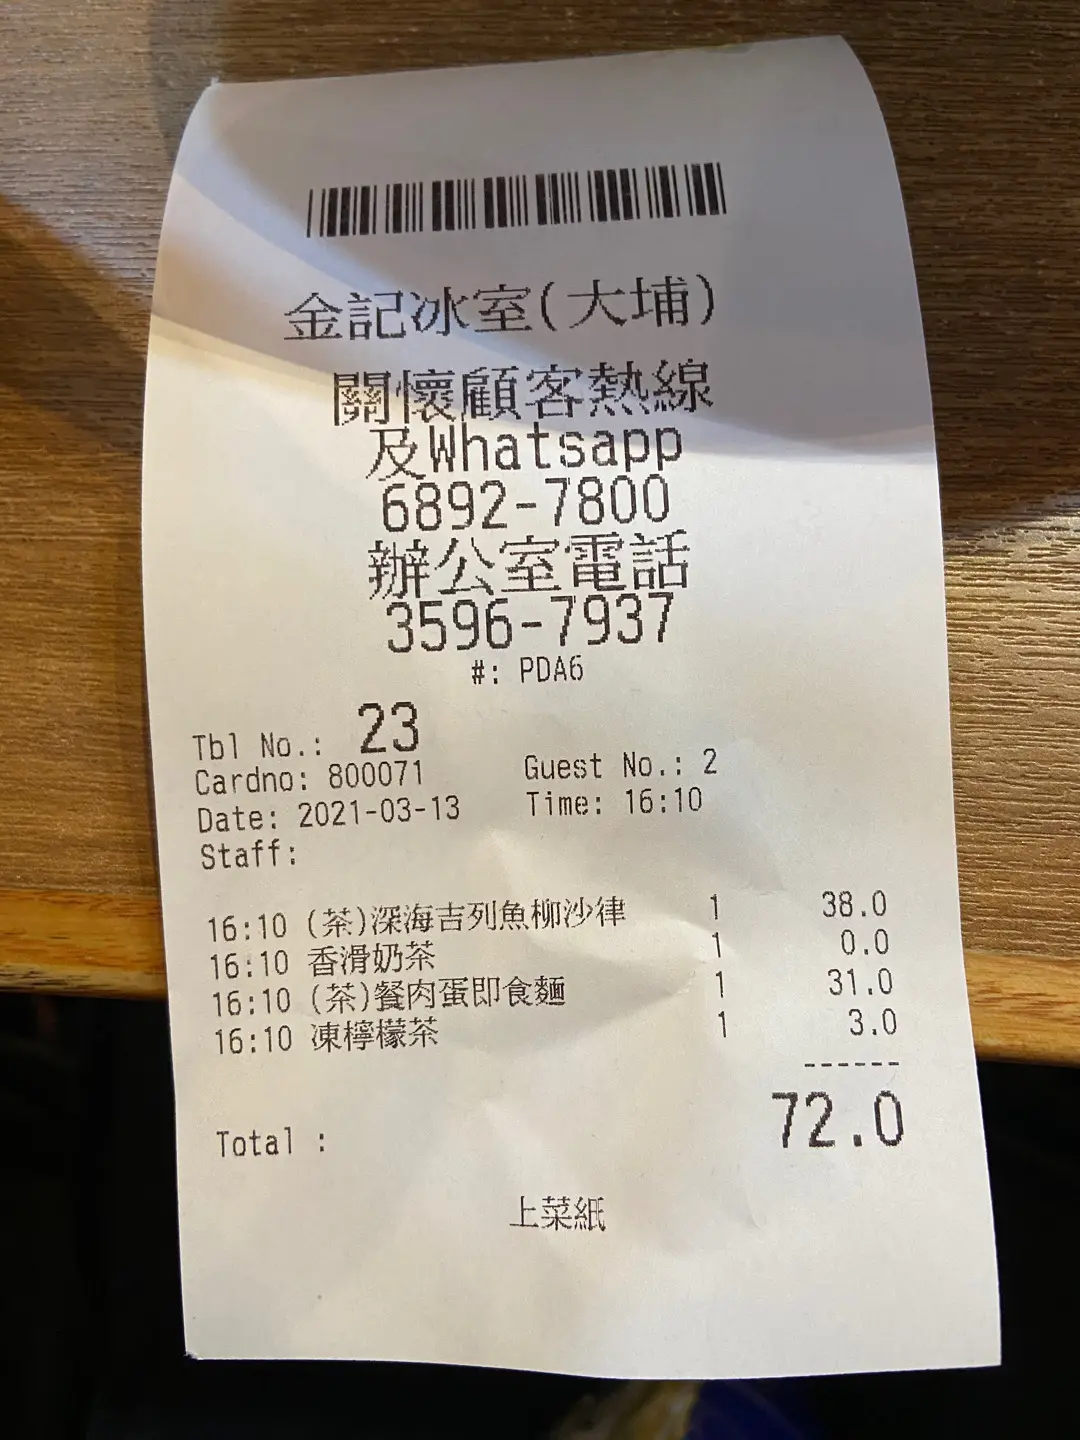 金記冰室(大埔)
關懷顧客熱線
及Whatsapp
6892-7800
辦公室電話
3596-7937
#: PDA6
Tbl No.: 23
Cardno: 800071 Guest No.: 2
Date: 2021-03-13 Time: 16:10
Staff:
16:10 (茶)深海吉列魚柳沙律 1 38.0
16:10 香滑奶茶 1 0.0
16:10 (茶)餐肉蛋即食麵 1 31.0
16:10 凍檸檬茶 1 3.0
------
Total : 72.0
上菜紙